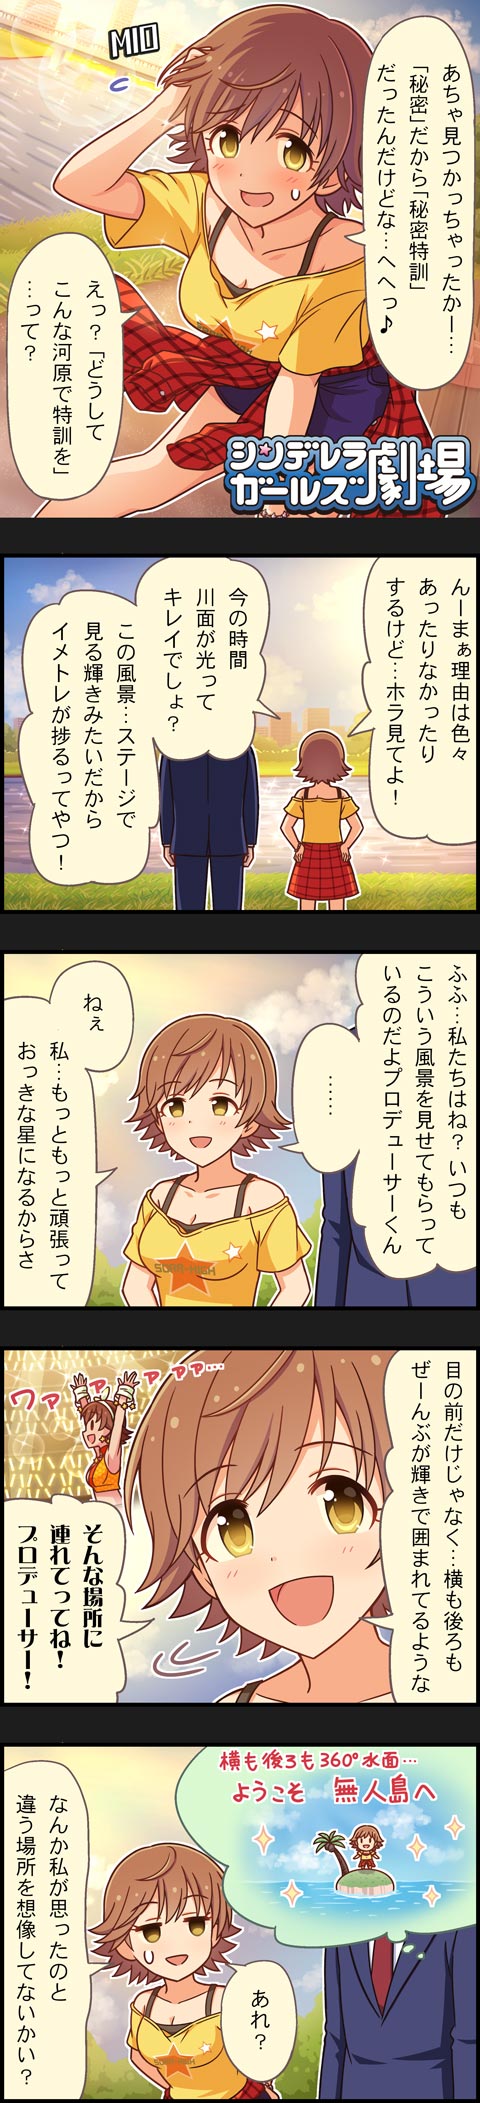 MIO
あちゃ見つかっちゃったかー…
「秘密」だから「秘密特訓」
だったんだけどな…へへっ♪
えっ？「どうして
こんな河原で特訓を」
…って？
シンデレラ
ガールズ劇場
んーまぁ理由は色々
あったりなかったり
するけど…ホラ見てよ！
今の時間
川面が光って
キレイでしょ？
この風景…ステージで
見る輝きみたいだから
イメトレが捗るってやつ！
ふふ…私たちはね？いつも
こういう風景を見せてもらって
いるのだよプロデューサーくん
……
ねぇ
私…もっともっと頑張って
おっきな星になるからさ
SUPA-HIGH
目の前だけじゃなく…横も後ろも
ぜーんぶが輝きで囲まれてるような
ワァァァァァ…
そんな場所に
連れてってね！
プロデューサー！
横も後ろも360°水面…
ようこそ 無人島へ
あれ？
なんか私が思ったのと
違う場所を想像してないかい？